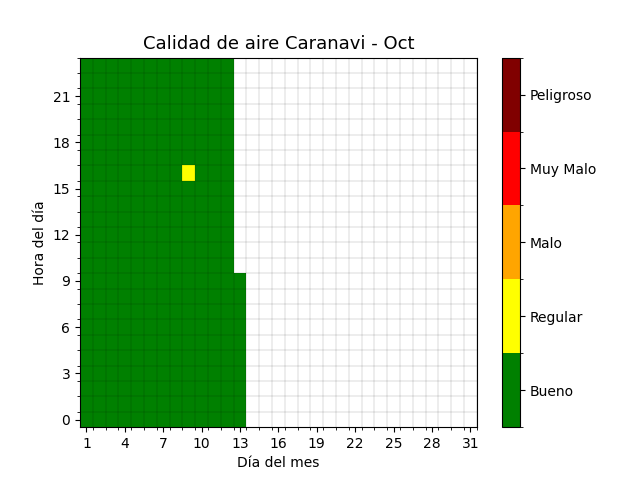 Calidad de aire Caranavi - Oct
Hora del día
21
18
15
12
9
6
3
0
1 4 7 10 13 16 19 22 25 28 31
Día del mes
Peligroso
Muy Malo
Malo
Regular
Bueno